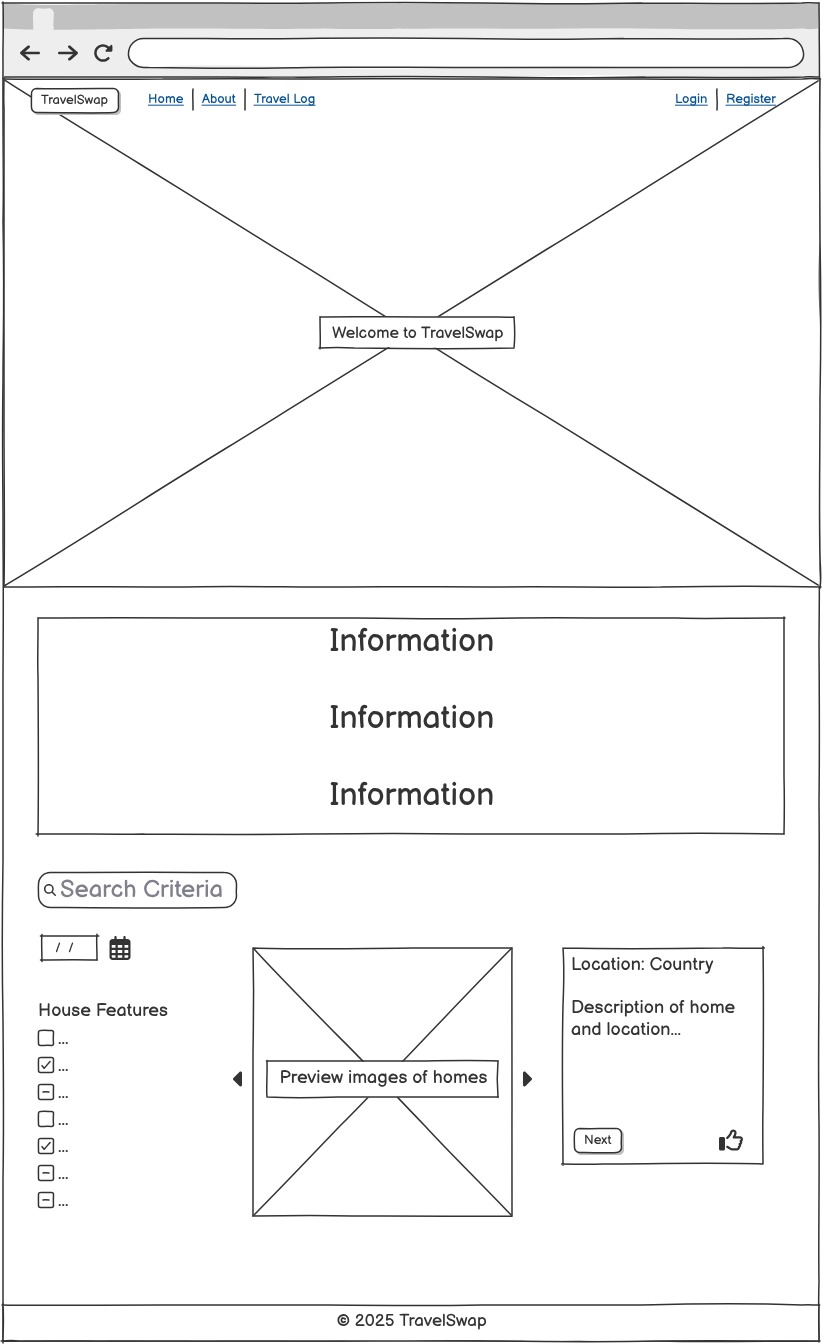 TravelSwap
Home | About | Travel Log
Login | Register
Welcome to TravelSwap
Information
Information
Information
Search Criteria
/ /
House Features
...
...
...
...
...
...
...
Preview images of homes
Location: Country
Description of home
and location...
Next
© 2025 TravelSwap